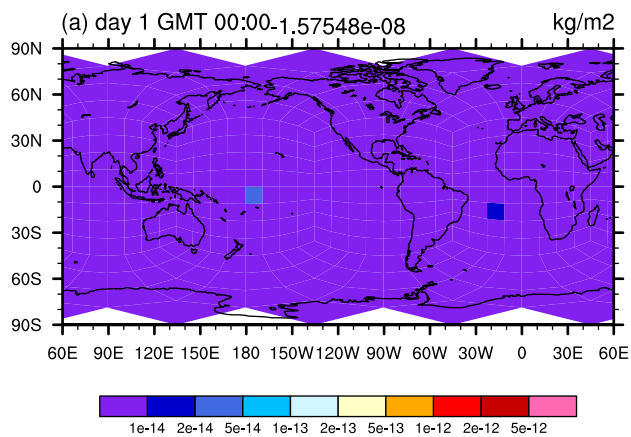 (a) day 1 GMT 00:00 -1.57548e-08 kg/m2
90N
60N
30N
0
30S
60S
90S
60E 90E 120E 150E 180 150W 120W 90W 60W 30W 0 30E 60E
1e-14 2e-14 5e-14 1e-13 2e-13 5e-13 1e-12 2e-12 5e-12